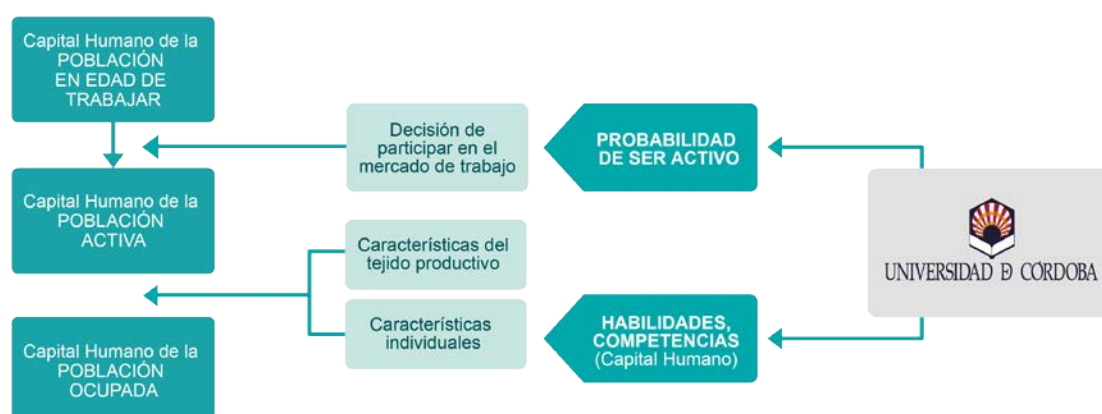 Capital Humano de la
POBLACIÓN
EN EDAD DE
TRABAJAR
Decisión de
participar en el
mercado de trabajo
PROBABILIDAD
DE SER ACTIVO
Capital Humano de la
POBLACIÓN
ACTIVA
Características del
tejido productivo
UNIVERSIDAD Đ CÓRDOBA
Características
individuales
HABILIDADES,
COMPETENCIAS
(Capital Humano)
Capital Humano de la
POBLACIÓN
OCUPADA